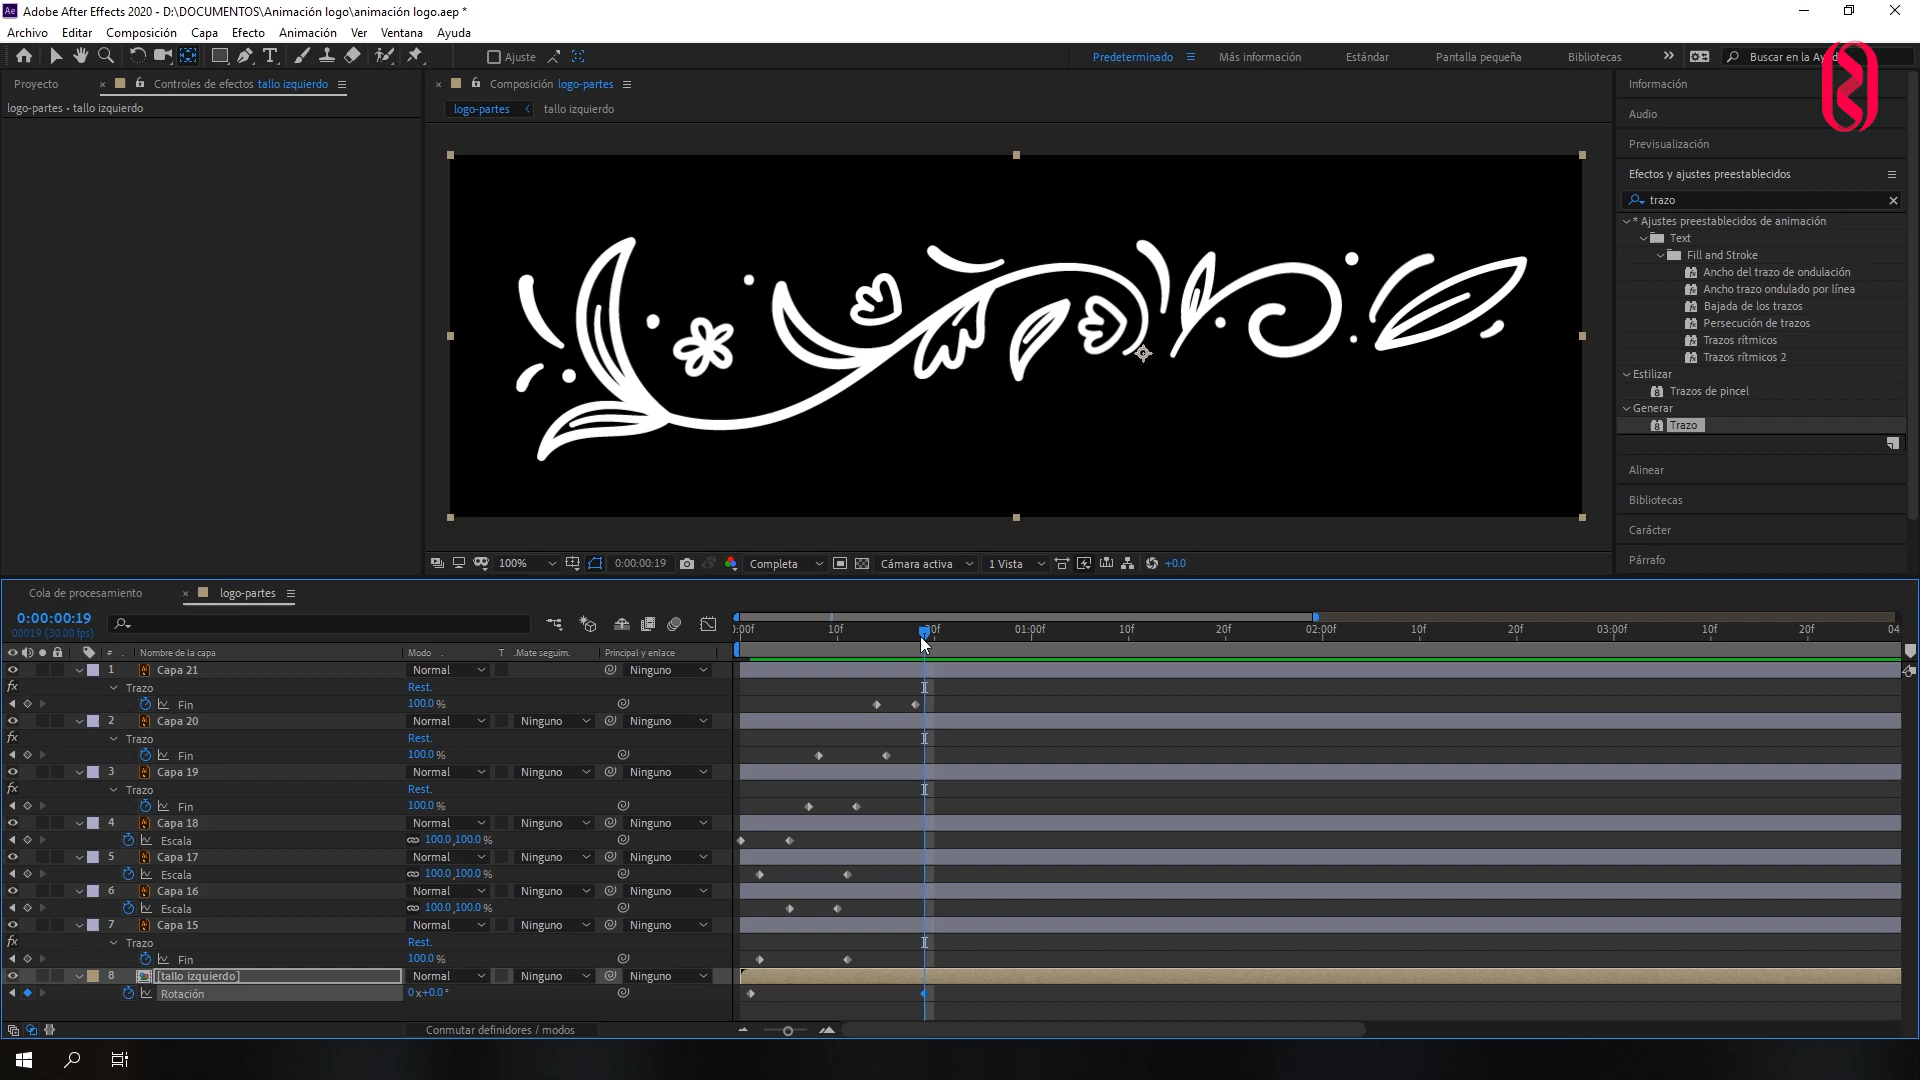 Adobe After Effects 2020 - D:\DOCUMENTOS\Animación logo\animación logo.aep *
Archivo Editar Composición Capa Efecto Animación Ver Ventana Ayuda
Ajuste
Predeterminado Más información Estándar Pantalla pequeña Bibliotecas Buscar en la Ay
Proyecto Controles de efectos tallo izquierdo
logo-partes • tallo izquierdo
Composición logo-partes
logo-partes tallo izquierdo
Información
Audio
Previsualización
Efectos y ajustes preestablecidos
trazo
* Ajustes preestablecidos de animación
Text
Fill and Stroke
Ancho del trazo de ondulación
Ancho trazo ondulado por línea
Bajada de los trazos
Persecución de trazos
Trazos rítmicos
Trazos rítmicos 2
Estilizar
Trazos de pincel
Generar
Trazo
Alinear
Bibliotecas
Carácter
Párrafo
100% 0:00:00:19 Completa Cámara activa 1 Vista +0.0
Cola de procesamiento logo-partes
0:00:00:19
00019 (30.00 fps)
):00f 10f 20f 01:00f 10f 20f 02:00f 10f 20f 03:00f 10f 20f 04
# Nombre de la capa Modo T .Mate seguim. Principal y enlace
1 Capa 21 Normal Ninguno
fx Trazo Rest.
Fin 100.0 %
2 Capa 20 Normal Ninguno Ninguno
fx Trazo Rest.
Fin 100.0 %
3 Capa 19 Normal Ninguno Ninguno
fx Trazo Rest.
Fin 100.0 %
4 Capa 18 Normal Ninguno Ninguno
Escala 100.0,100.0 %
5 Capa 17 Normal Ninguno Ninguno
Escala 100.0,100.0 %
6 Capa 16 Normal Ninguno Ninguno
Escala 100.0,100.0 %
7 Capa 15 Normal Ninguno Ninguno
fx Trazo Rest.
Fin 100.0 %
8 [tallo izquierdo] Normal Ninguno Ninguno
Rotación 0x+0.0°
Conmutar definidores / modos